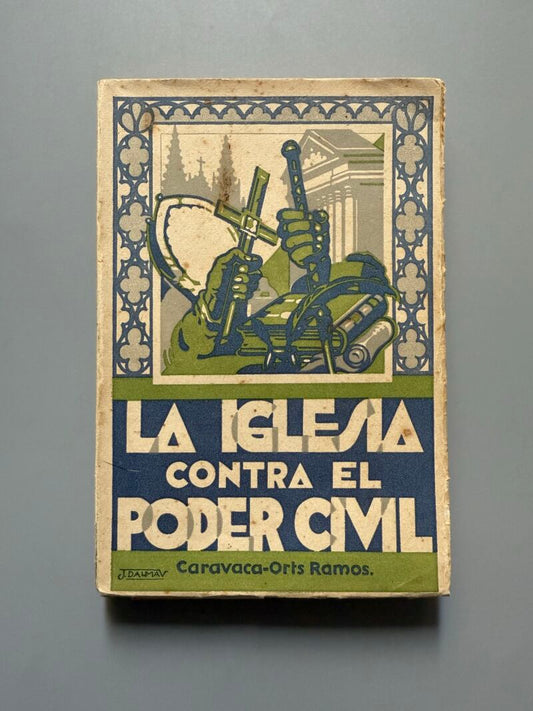 LA IGLESIA
CONTRA EL
PODER CIVIL
Caravaca-Orts Ramos.
J. DALMAU